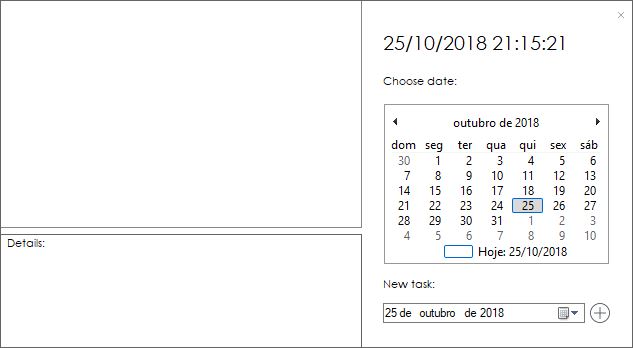 25/10/2018 21:15:21
Choose date:
outubro de 2018
dom seg ter qua qui sex sáb
30 1 2 3 4 5 6
7 8 9 10 11 12 13
14 15 16 17 18 19 20
21 22 23 24 25 26 27
28 29 30 31 1 2 3
4 5 6 7 8 9 10
Hoje: 25/10/2018
Details:
New task:
25 de outubro de 2018